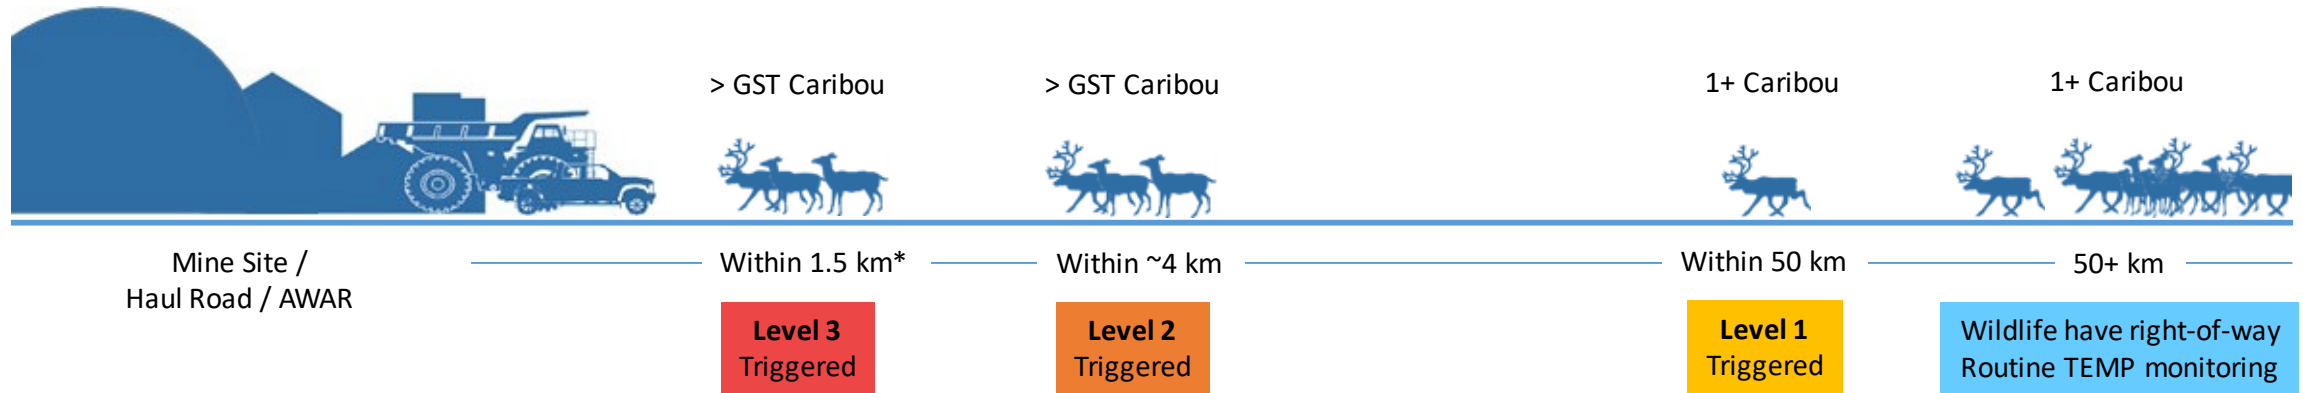 > GST Caribou
> GST Caribou
1+ Caribou
1+ Caribou
Mine Site /
Haul Road / AWAR
Within 1.5 km*
Within ~4 km
Within 50 km
50+ km
Level 3
Triggered
Level 2
Triggered
Level 1
Triggered
Wildlife have right-of-way
Routine TEMP monitoring